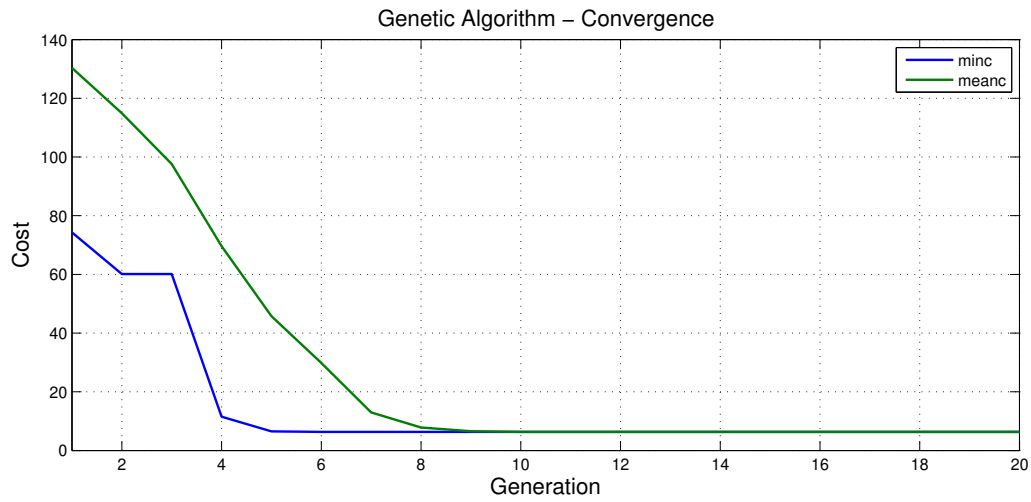 Genetic Algorithm − Convergence
140
120
100
80
60
40
20
0
Cost
minc
meanc
2 4 6 8 10 12 14 16 18 20
Generation